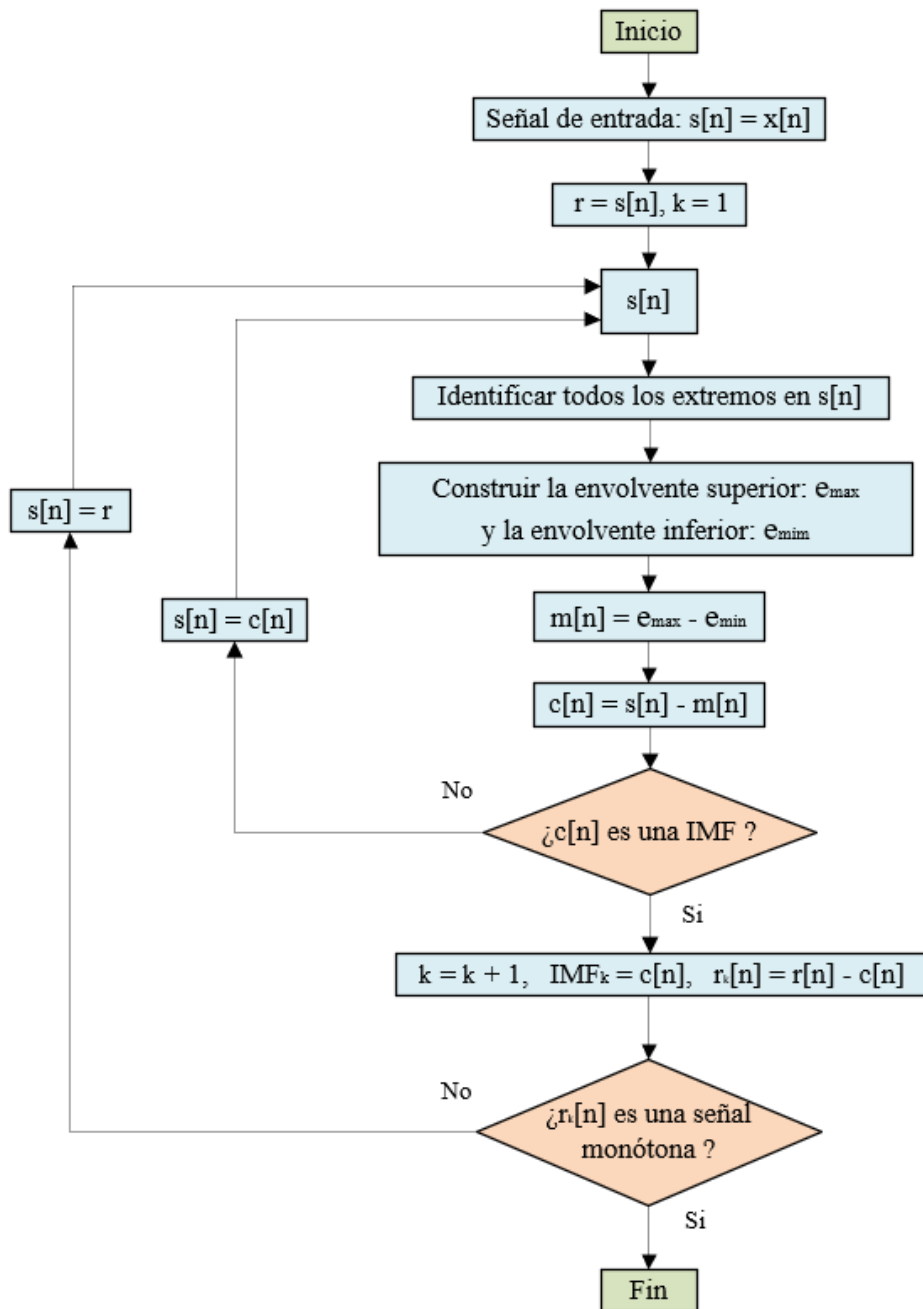 Inicio
Señal de entrada: s[n] = x[n]
r = s[n], k = 1
s[n]
Identificar todos los extremos en s[n]
Construir la envolvente superior: emax
y la envolvente inferior: emim
s[n] = r
s[n] = c[n]
m[n] = emax - emin
c[n] = s[n] - m[n]
No
¿c[n] es una IMF ?
Si
k = k + 1, IMFk = c[n], rk[n] = r[n] - c[n]
No
¿rk[n] es una señal
monótona ?
Si
Fin